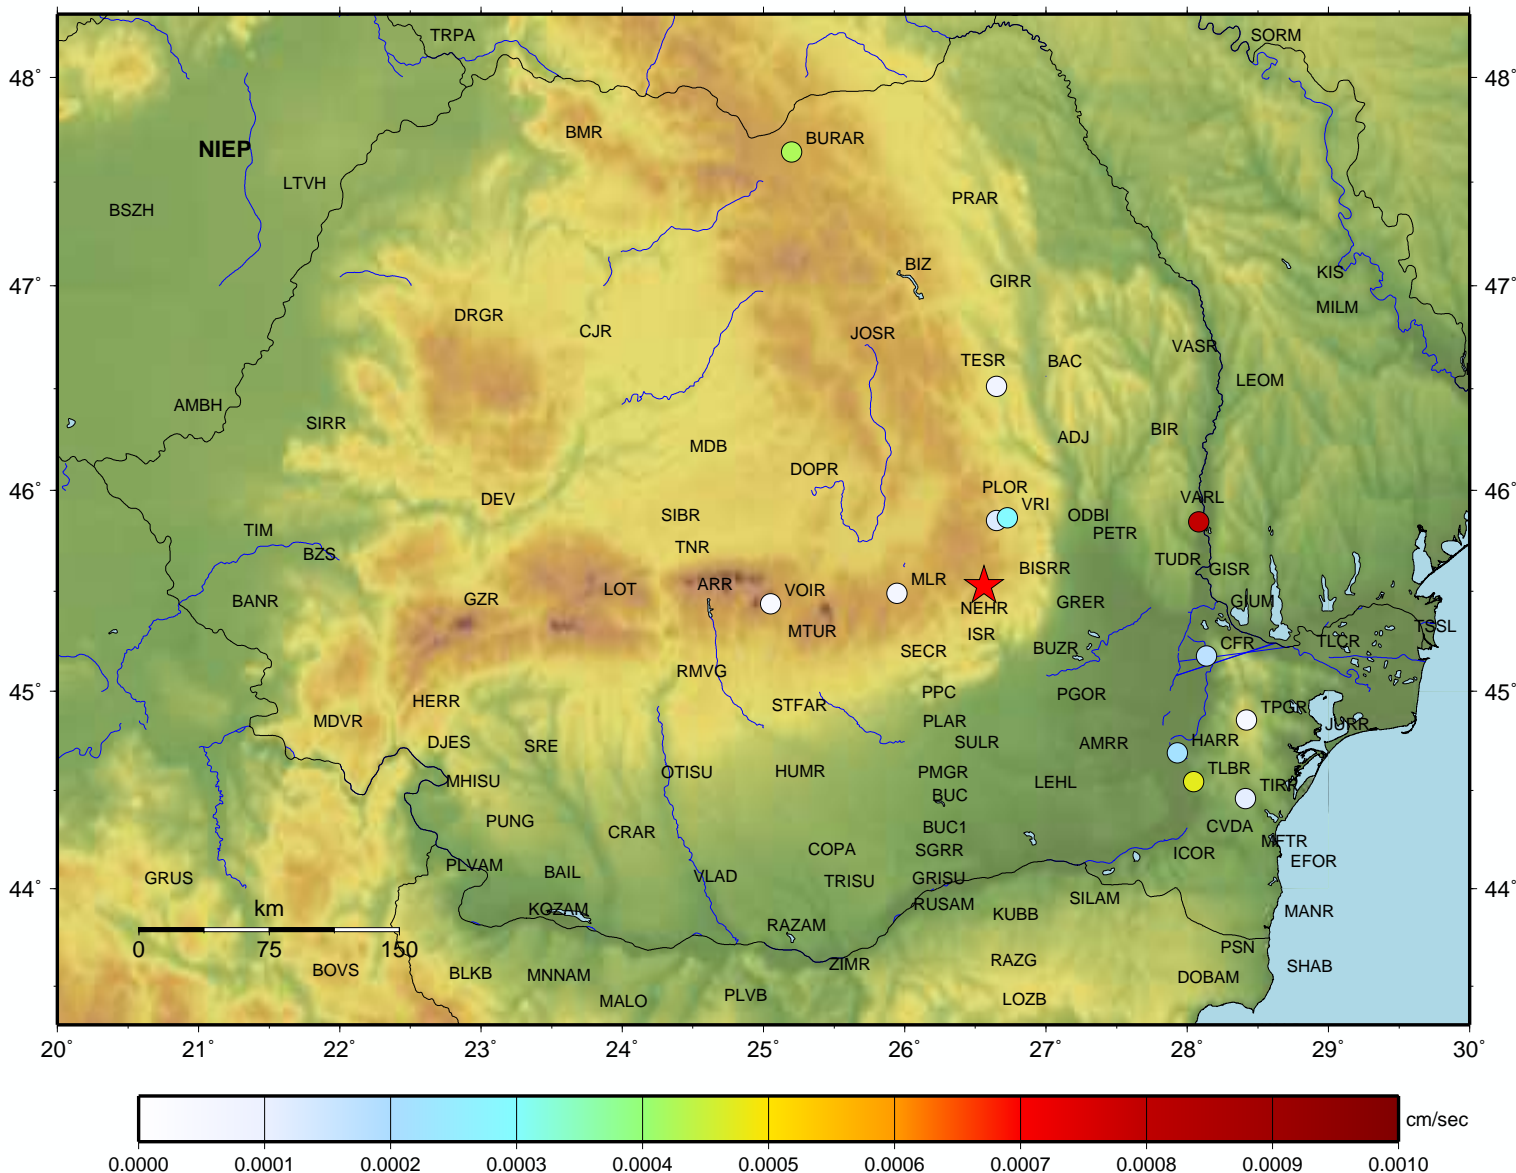 TRPA
SORM
48°
48°
BMR
BURAR
NIEP
LTVH
BSZH
PRAR
BIZ
KIS
47°
GIRR
47°
MILM
DRGR
CJR
JOSR
VASR
TESR
BAC
LEOM
AMBH
SIRR
BIR
ADJ
MDB
DOPR
46°
PLOR
46°
DEV
VARL
VRI
SIBR
ODBI
TIM
PETR
TNR
BZS
TUDR
BISRR
GISR
ARR
MLR
LOT
VOIR
BANR
GZR
GRER
GIUM
NEHR
TSSL
MTUR
ISR
TLCR
CFR
SECR
BUZR
RMVG
45°
PPC
PGOR
45°
HERR
STFAR
TPGR
MDVR
PLAR
JURR
DJES
SRE
SULR
AMRR
HARR
OTISU
HUMR
PMGR
TLBR
MHISU
LEHL
TIRR
BUC
PUNG
CRAR
BUC1
CVDA
MFTR
COPA
SGRR
ICOR
PLVAM
EFOR
BAIL
GRUS
VLAD
TRISU
GRISU
44°
44°
SILAM
km
KOZAM
RUSAM
KUBB
MANR
RAZAM
0 75 150
PSN
BOVS
BLKB
MNNAM
ZIMR
RAZG
SHAB
DOBAM
MALO
PLVB
LOZB
20° 21° 22° 23° 24° 25° 26° 27° 28° 29° 30°
cm/sec
0.0000 0.0001 0.0002 0.0003 0.0004 0.0005 0.0006 0.0007 0.0008 0.0009 0.0010